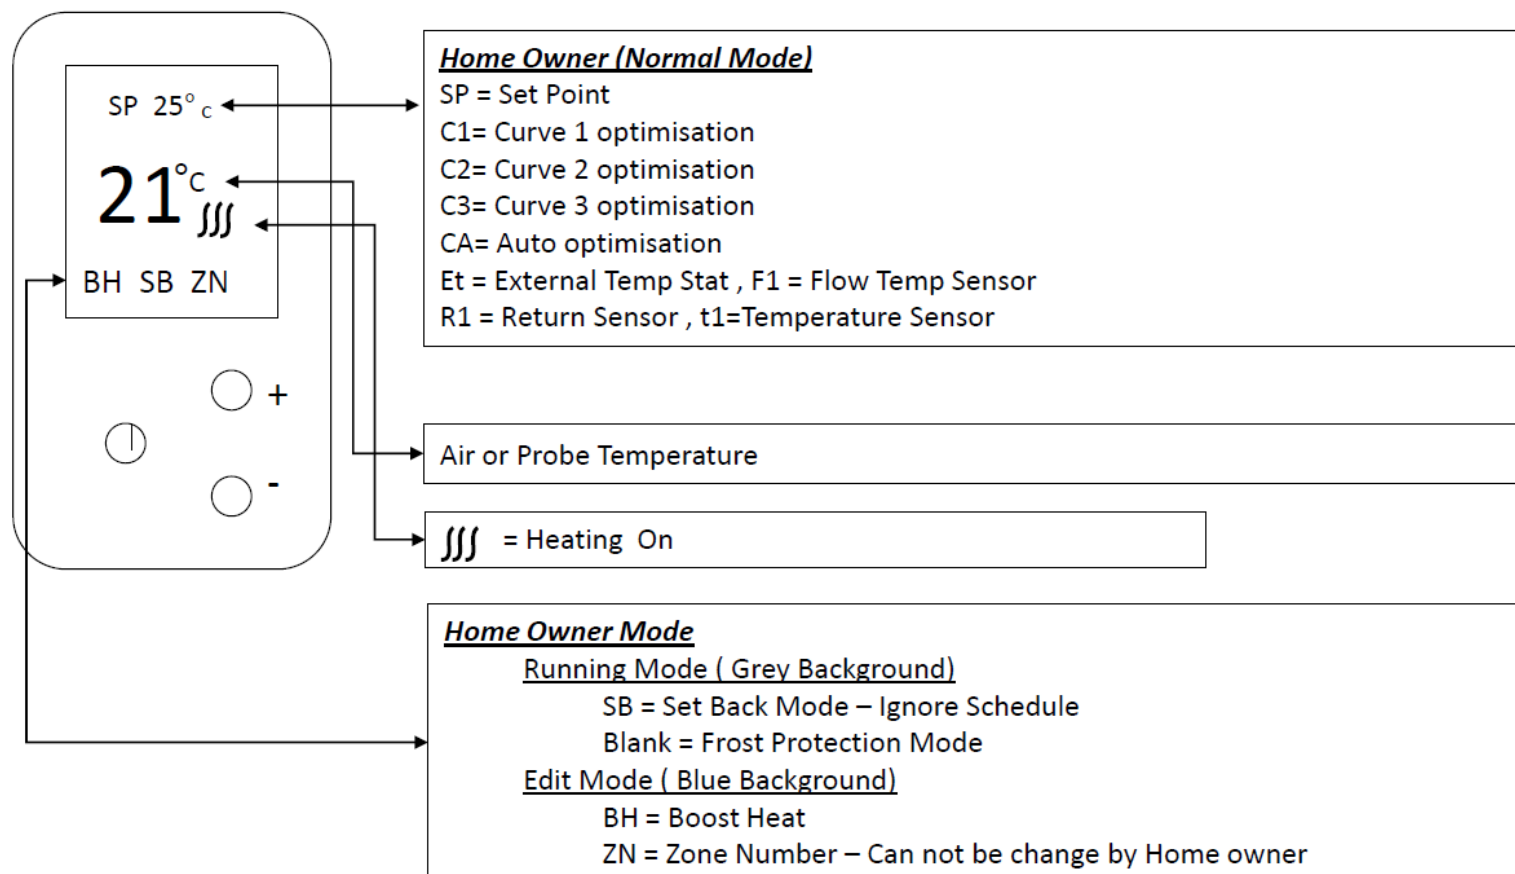 SP 25°C
21°C
BH SB ZN
+
-
Home Owner (Normal Mode)
SP = Set Point
C1= Curve 1 optimisation
C2= Curve 2 optimisation
C3= Curve 3 optimisation
CA= Auto optimisation
Et = External Temp Stat , F1 = Flow Temp Sensor
R1 = Return Sensor , t1=Temperature Sensor
Air or Probe Temperature
= Heating On
Home Owner Mode
Running Mode ( Grey Background)
SB = Set Back Mode – Ignore Schedule
Blank = Frost Protection Mode
Edit Mode ( Blue Background)
BH = Boost Heat
ZN = Zone Number – Can not be change by Home owner